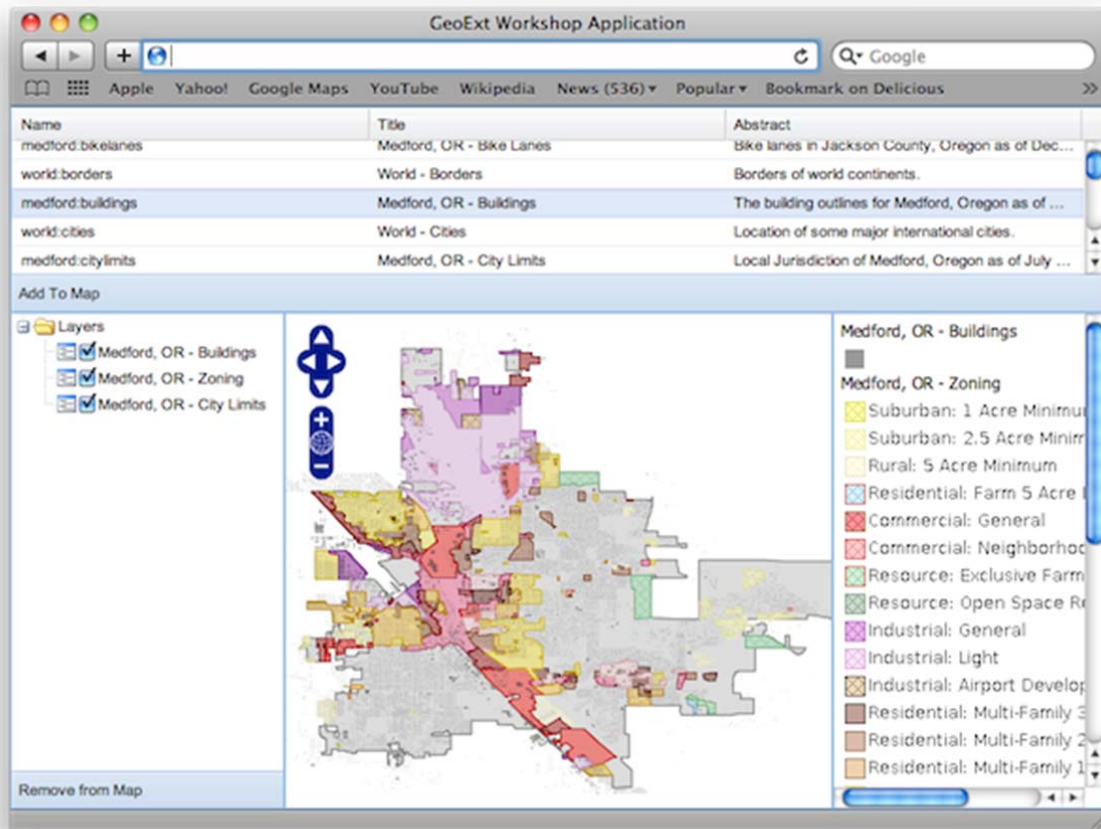 GeoExt Workshop Application
Google
Apple Yahoo! Google Maps YouTube Wikipedia News (536) Popular Bookmark on Delicious
Name Title Abstract
medford:bikelanes Medford, OR - Bike Lanes Bike lanes in Jackson County, Oregon as of Dec...
world:borders World - Borders Borders of world continents.
medford:buildings Medford, OR - Buildings The building outlines for Medford, Oregon as of ...
world:cities World - Cities Location of some major international cities.
medford:citylimits Medford, OR - City Limits Local Jurisdiction of Medford, Oregon as of July ...
Add To Map
Layers
Medford, OR - Buildings
Medford, OR - Zoning
Medford, OR - City Limits
Remove from Map
Medford, OR - Buildings
Medford, OR - Zoning
Suburban: 1 Acre Minimu
Suburban: 2.5 Acre Minim
Rural: 5 Acre Minimum
Residential: Farm 5 Acre
Commercial: General
Commercial: Neighborhoo
Resource: Exclusive Farm
Resource: Open Space Re
Industrial: General
Industrial: Light
Industrial: Airport Develop
Residential: Multi-Family 3
Residential: Multi-Family 2
Residential: Multi-Family 1